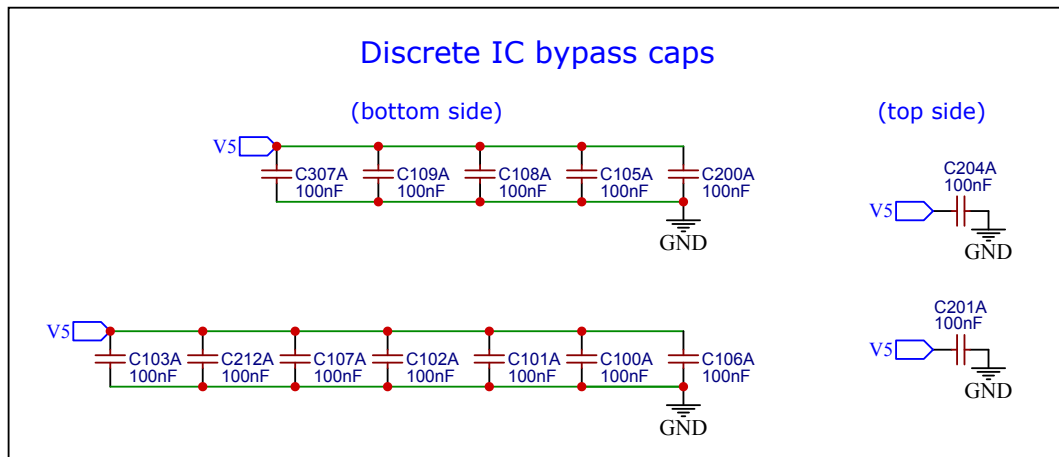 Discrete IC bypass caps
(bottom side)
(top side)
V5
C307A
100nF
C109A
100nF
C108A
100nF
C105A
100nF
C200A
100nF
GND
C204A
100nF
V5
GND
V5
C103A
100nF
C212A
100nF
C107A
100nF
C102A
100nF
C101A
100nF
C100A
100nF
C106A
100nF
GND
C201A
100nF
V5
GND